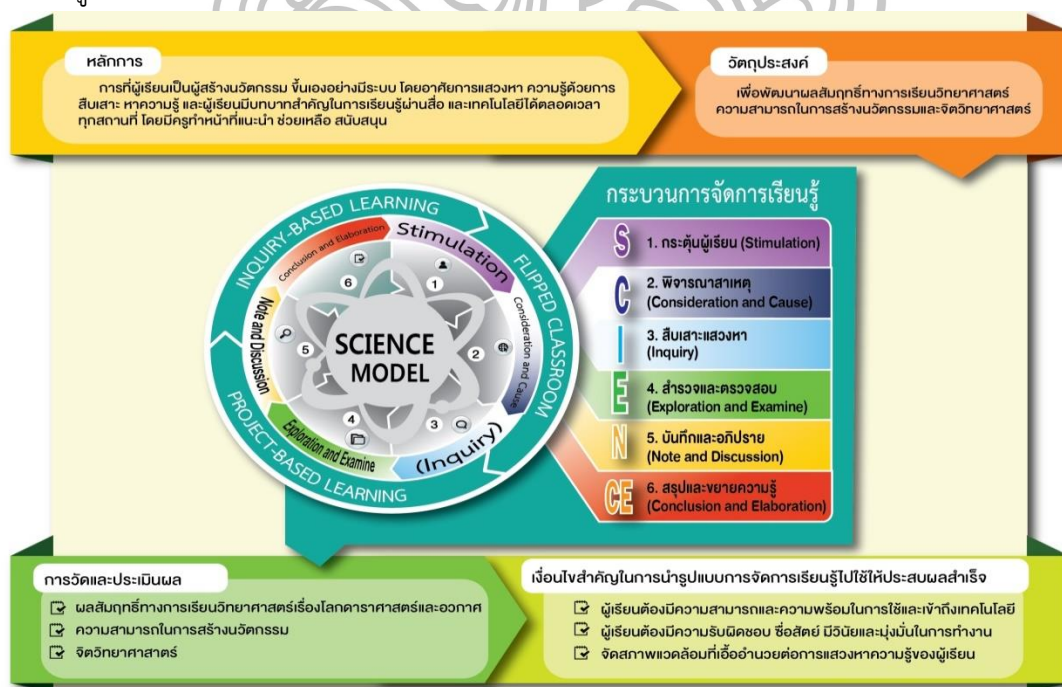 หลักการ
การที่ผู้เรียนเป็นผู้สร้างนวัตกรรม ขึ้นเองอย่างมีระบบ โดยอาศัยการแสวงหา ความรู้ด้วยการ
สืบเสาะ หาความรู้ และผู้เรียนมีบทบาทสำคัญในการเรียนรู้ผ่านสื่อ และเทคโนโลยีได้ตลอดเวลา
ทุกสถานที่ โดยมีครูทำหน้าที่แนะนำ ช่วยเหลือ สนับสนุน
วัตถุประสงค์
เพื่อพัฒนาผลสัมฤทธิ์ทางการเรียนวิทยาศาสตร์
ความสามารถในการสร้างนวัตกรรมและจิตวิทยาศาสตร์
INQUIRY-BASED LEARNING
FLIPPED CLASSROOM
PROJECT-BASED LEARNING
Stimulation
Consideration and Cause
(Inquiry)
Exploration and Examine
Note and Discussion
Conclusion and Elaboration
1
2
3
4
5
6
SCIENCE
MODEL
กระบวนการจัดการเรียนรู้
S 1. กระตุ้นผู้เรียน (Stimulation)
C 2. พิจารณาสาเหตุ
(Consideration and Cause)
I 3. สืบเสาะแสวงหา
(Inquiry)
E 4. สำรวจและตรวจสอบ
(Exploration and Examine)
N 5. บันทึกและอภิปราย
(Note and Discussion)
CE 6. สรุปและขยายความรู้
(Conclusion and Elaboration)
การวัดและประเมินผล
ผลสัมฤทธิ์ทางการเรียนวิทยาศาสตร์เรื่องโลกดาราศาสตร์และอวกาศ
ความสามารถในการสร้างนวัตกรรม
จิตวิทยาศาสาตร์
เงื่อนไขสำคัญในการนำรูปแบบการจัดการเรียนรู้ไปใช้ให้ประสบผลสำเร็จ
ผู้เรียนต้องมีความสามารถและความพร้อมในการใช้และเข้าถึงเทคโนโลยี
ผู้เรียนต้องมีความรับผิดชอบ ซื่อสัตย์ มีวินัยและมุ่งมั่นในการทำงาน
จัดสภาพแวดล้อมที่เอื้ออำนวยต่อการแสวงหาความรู้ของผู้เรียน